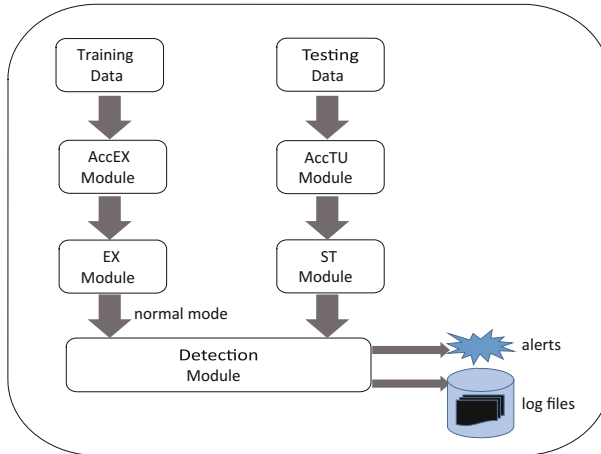 Training
Data
Testing
Data
AccEX
Module
AccTU
Module
EX
Module
ST
Module
normal mode
Detection
Module
alerts
log files